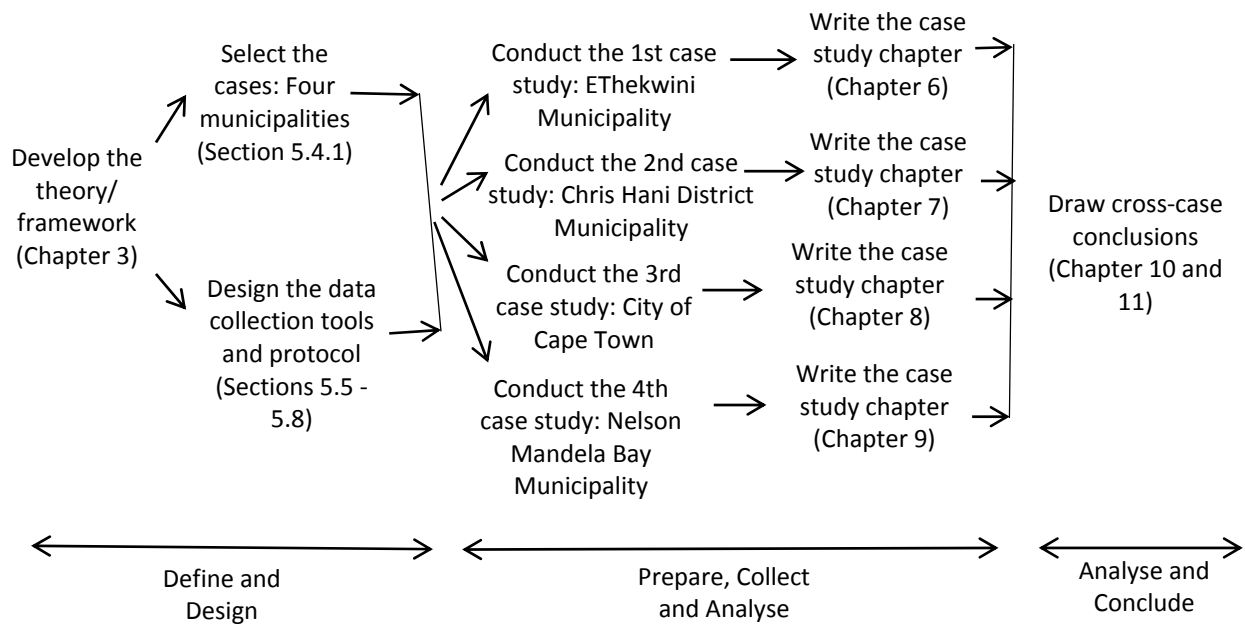 Develop the
theory/
framework
(Chapter 3)
Select the
cases: Four
municipalities
(Section 5.4.1)
Design the data
collection tools
and protocol
(Sections 5.5 -
5.8)
Conduct the 1st case
study: EThekwini
Municipality
Conduct the 2nd case
study: Chris Hani District
Municipality
Conduct the 3rd
case study: City of
Cape Town
Conduct the 4th
case study: Nelson
Mandela Bay
Municipality
Write the case
study chapter
(Chapter 6)
Write the case
study chapter
(Chapter 7)
Write the case
study chapter
(Chapter 8)
Write the case
study chapter
(Chapter 9)
Draw cross-case
conclusions
(Chapter 10 and
11)
Define and
Design
Prepare, Collect
and Analyse
Analyse and
Conclude